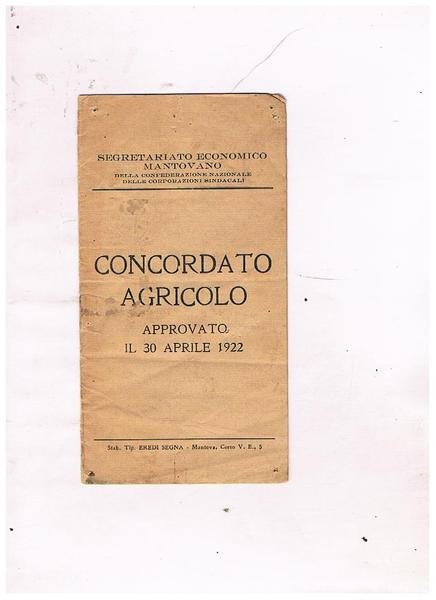 SEGRETARIATO ECONOMICO
MANTOVANO
DELLA CONFEDERAZIONE NAZIONALE
DELLE CORPORAZIONI SINDACALI
CONCORDATO
AGRICOLO
APPROVATO
IL 30 APRILE 1922
Stab. Tip. EREDI SEGNA - Mantova, Corso V. E., 5